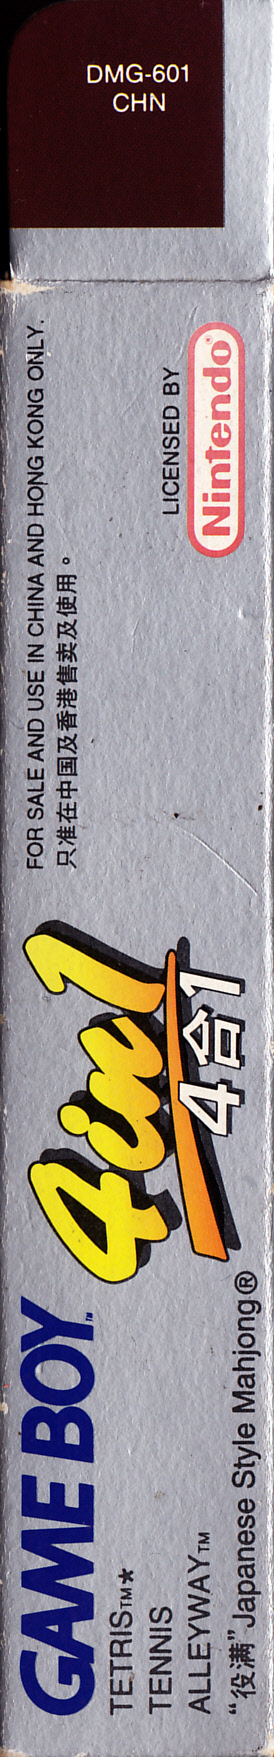 DMG-601
CHN
GAME BOY™
TETRIS™*
TENNIS
ALLEYWAY™
“役满”Japanese Style Mahjong®
4in1
4合1
FOR SALE AND USE IN CHINA AND HONG KONG ONLY.
只准在中国及香港售卖及使用。
LICENSED BY
Nintendo®